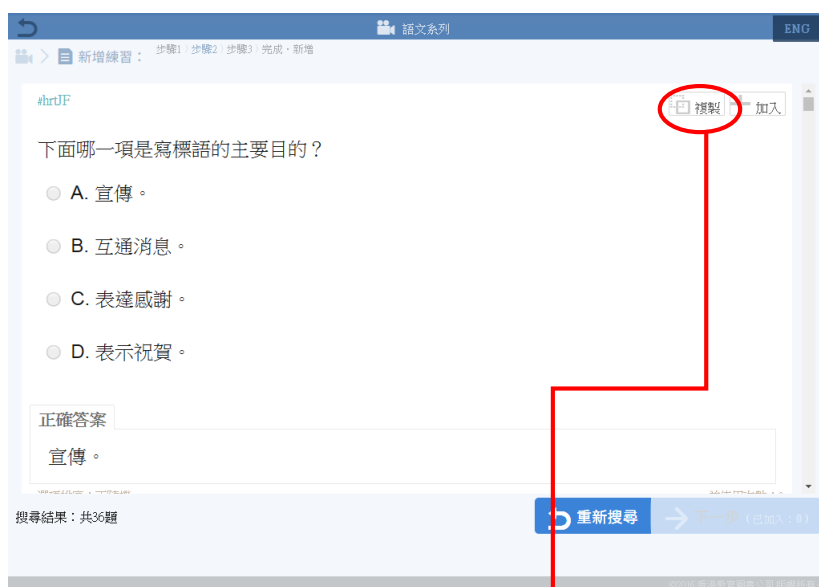 語文系列
ENG
新增練習：
步驟1 步驟2 步驟3 完成，新增
#hrtJF
複製
加入
下面哪一項是寫標語的主要目的？
A. 宣傳。
B. 互通消息。
C. 表達感謝。
D. 表示祝賀。
正確答案
宣傳。
搜尋結果：共36題
重新搜尋
下一步 (已加入：0)